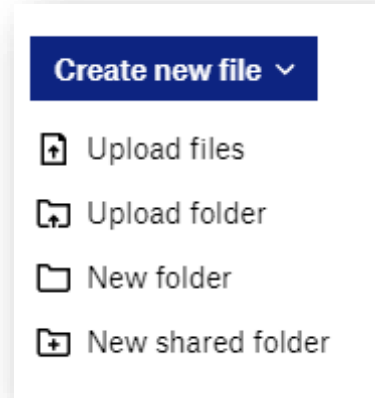 Create new file
Upload files
Upload folder
New folder
New shared folder